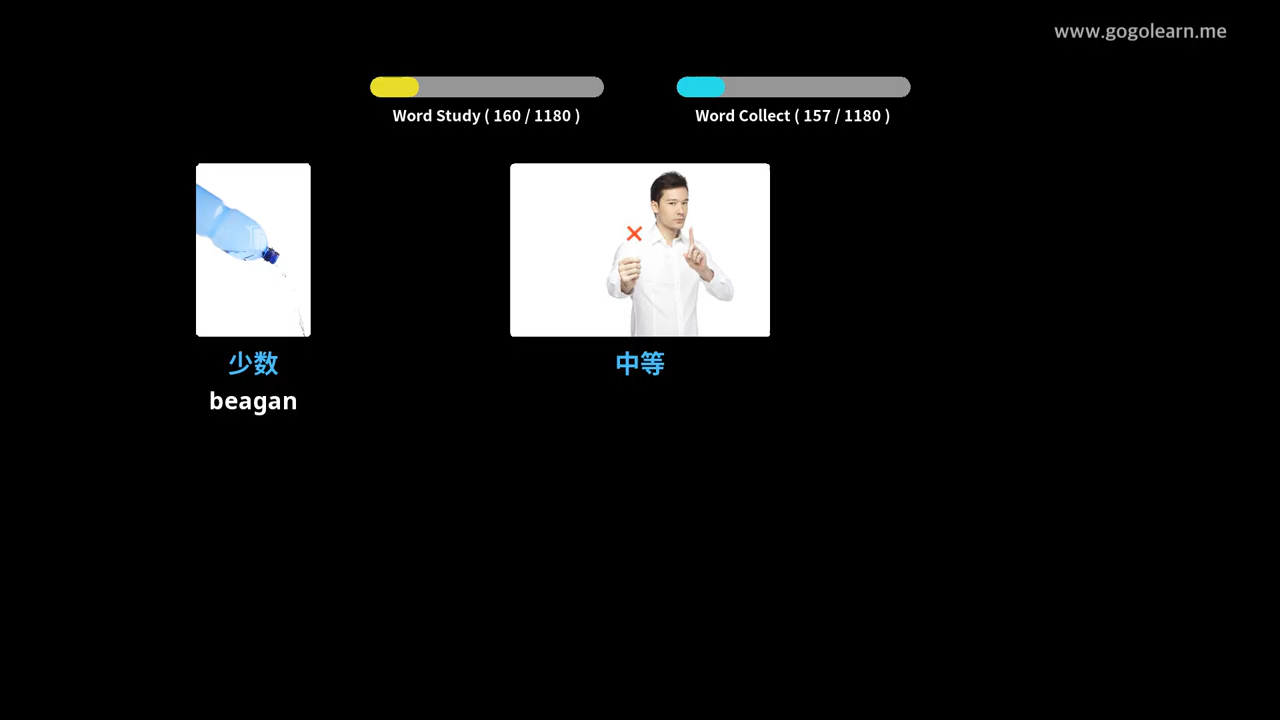 www.gogolearn.me
Word Study ( 160 / 1180 )
Word Collect ( 157 / 1180 )
少数
beagan
中等